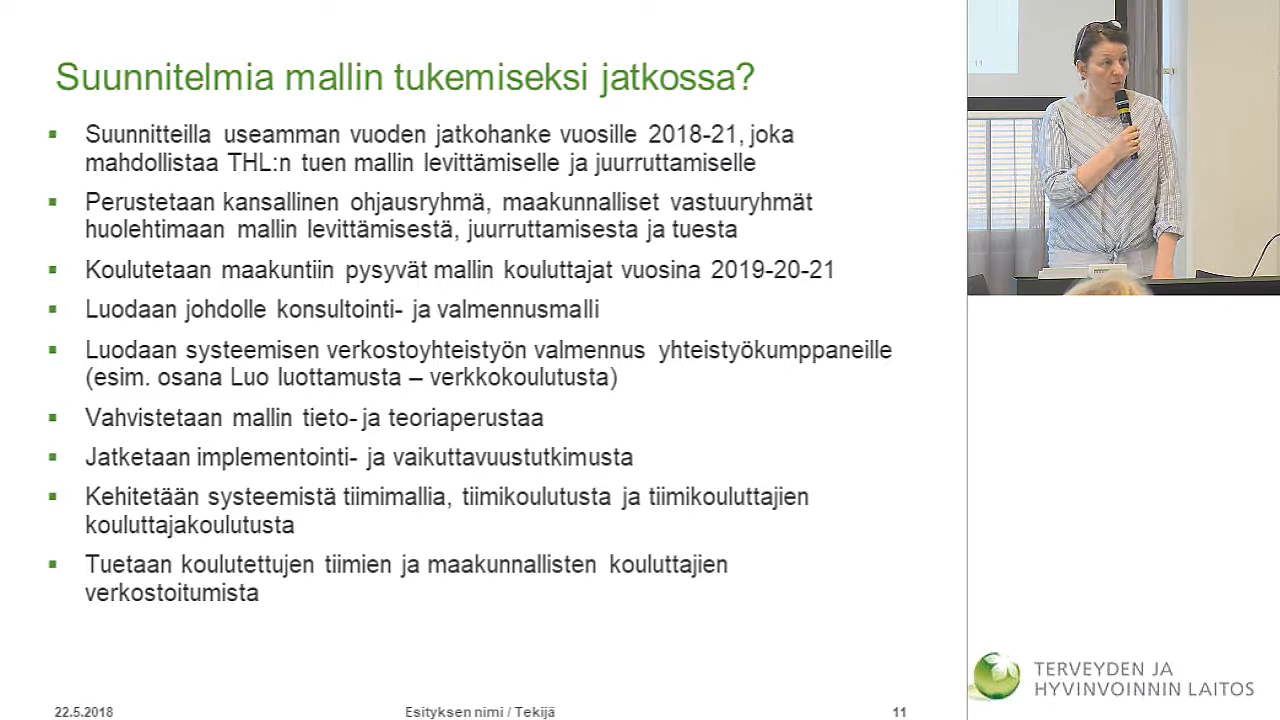 Suunnitelmia mallin tukemiseksi jatkossa?
Suunnitteilla useamman vuoden jatkohanke vuosille 2018-21, joka
mahdollistaa THL:n tuen mallin levittämiselle ja juurruttamiselle
Perustetaan kansallinen ohjausryhmä, maakunnalliset vastuuryhmät
huolehtimaan mallin levittämisestä, juurruttamisesta ja tuesta
Koulutetaan maakuntiin pysyvät mallin kouluttajat vuosina 2019-20-21
Luodaan johdolle konsultointi- ja valmennusmalli
Luodaan systeemisen verkostoyhteistyön valmennus yhteistyökumppaneille
(esim. osana Luo luottamusta – verkkokoulutusta)
Vahvistetaan mallin tieto- ja teoriaperustaa
Jatketaan implementointi- ja vaikuttavuustutkimusta
Kehitetään systeemistä tiimimallia, tiimikoulutusta ja tiimikouluttajien
kouluttajakoulutusta
Tuetaan koulutettujen tiimien ja maakunnallisten kouluttajien
verkostoitumista
22.5.2018
Esityksen nimi / Tekijä
11
11
TERVEYDEN JA
HYVINVOINNIN LAITOS